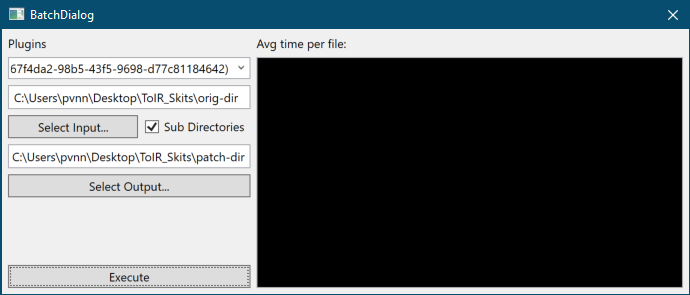 BatchDialog
Plugins
67f4da2-98b5-43f5-9698-d77c81184642)
C:\Users\pvnn\Desktop\ToIR_Skits\orig-dir
Select Input...
Sub Directories
C:\Users\pvnn\Desktop\ToIR_Skits\patch-dir
Select Output...
Execute
Avg time per file: